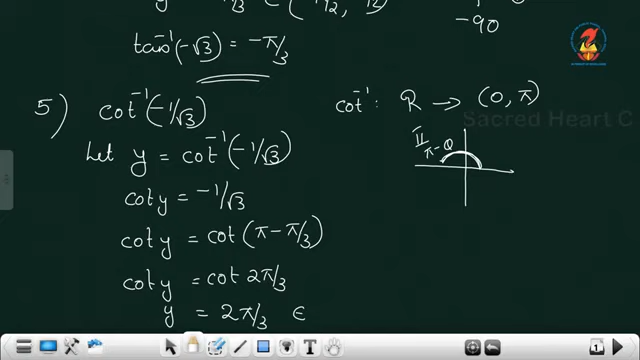 tan⁻¹(-√3) = -π/3
-90
5) cot⁻¹(-1/√3)
cot⁻¹: R → (0, π)
Sacred Heart C
Let y = cot⁻¹(-1/√3)
II
π-θ
cot y = -1/√3
cot y = cot(π - π/3)
cot y = cot 2π/3
y = 2π/3 ∈
T
1